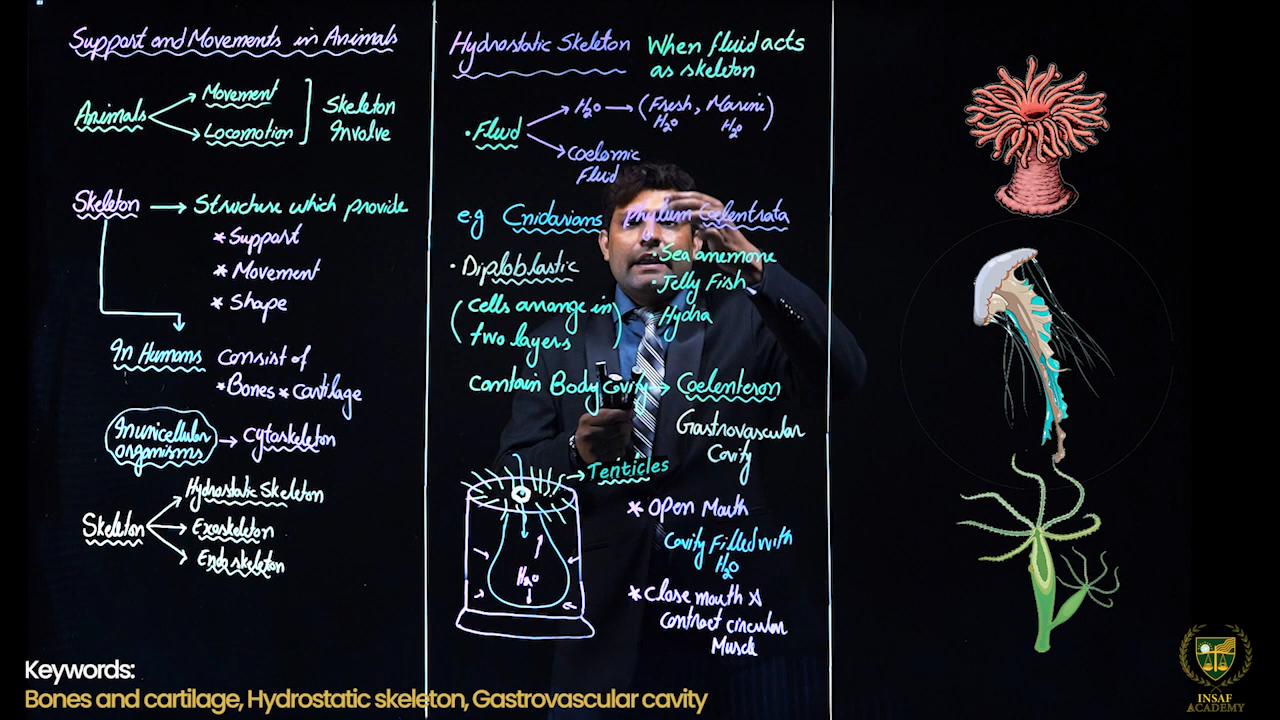 Support and Movements in Animals
Animals
Movement
Locomotion
Skeleton
Involve
Skeleton → Structure which provide
* Support
* Movement
* Shape
In Humans consist of
* Bones * cartilage
In unicellular
organisms → Cytoskeleton
Skeleton
Hydrostatic Skeleton
Exoskeleton
Endoskeleton
Hydrostatic Skeleton When fluid acts
as skeleton
• Fluid
H₂O → (Fresh, Marine)
H₂O H₂O
Coelomic
Fluid
e.g Cnidarians phylum Coelentrata
• Sea anemone
• Jelly Fish
Hydra
• Diploblastic
(cells arrange in
two layers)
contain Body cavity → Coelenteron
Gastrovascular
Cavity
→ Tenticles
H₂O
* Open Mouth
Cavity Filled with
H₂O
* Close mouth &
contract circular
Muscle
Keywords:
Bones and cartilage, Hydrostatic skeleton, Gastrovascular cavity
INSAF
ACADEMY